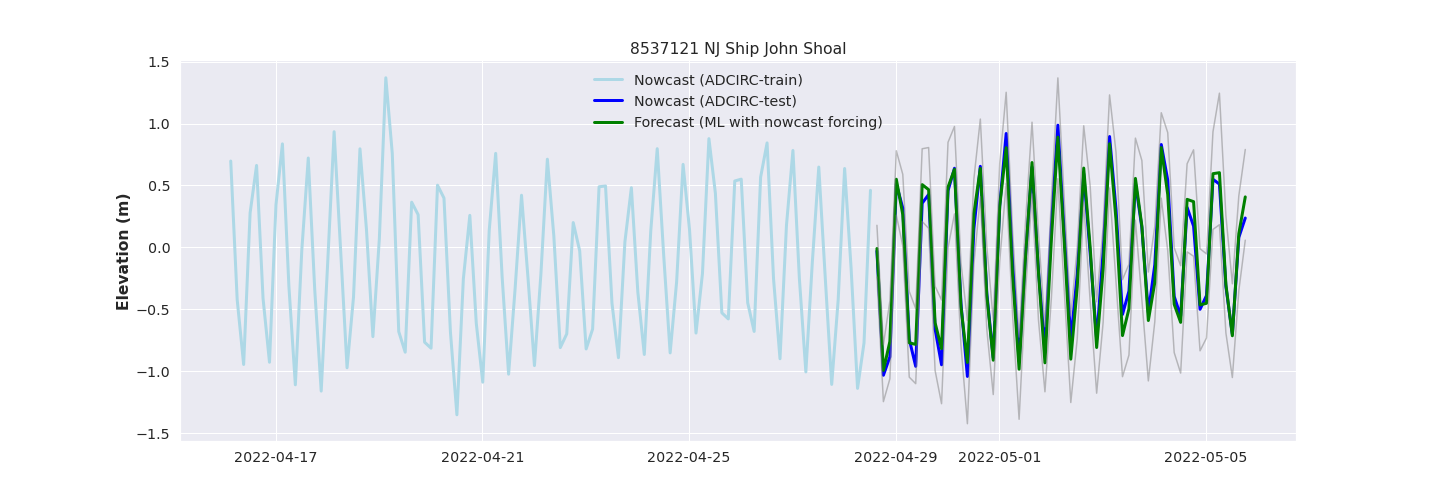 8537121 NJ Ship John Shoal
Elevation (m)
1.5
1.0
0.5
0.0
−0.5
−1.0
−1.5
Nowcast (ADCIRC-train)
Nowcast (ADCIRC-test)
Forecast (ML with nowcast forcing)
2022-04-17 2022-04-21 2022-04-25 2022-04-29 2022-05-01 2022-05-05